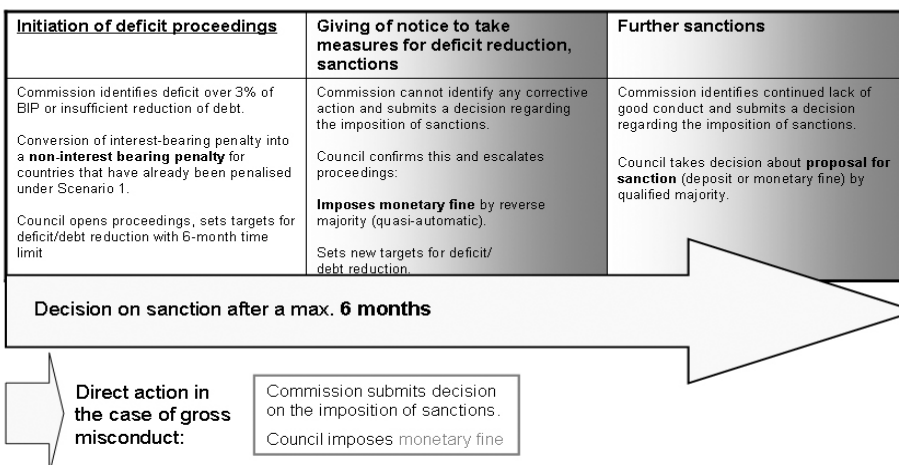 Initiation of deficit proceedings
Commission identifies deficit over 3% of
BIP or insufficient reduction of debt.
Conversion of interest-bearing penalty into
a non-interest bearing penalty for
countries that have already been penalised
under Scenario 1.
Council opens proceedings, sets targets for
deficit/debt reduction with 6-month time
limit
Giving of notice to take
measures for deficit reduction,
sanctions
Commission cannot identify any corrective
action and submits a decision regarding
the imposition of sanctions.
Council confirms this and escalates
proceedings:
Imposes monetary fine by reverse
majority (quasi-automatic).
Sets new targets for deficit/
debt reduction.
Further sanctions
Commission identifies continued lack of
good conduct and submits a decision
regarding the imposition of sanctions.
Council takes decision about proposal for
sanction (deposit or monetary fine) by
qualified majority.
Decision on sanction after a max. 6 months
Direct action in
the case of gross
misconduct:
Commission submits decision
on the imposition of sanctions.
Council imposes monetary fine